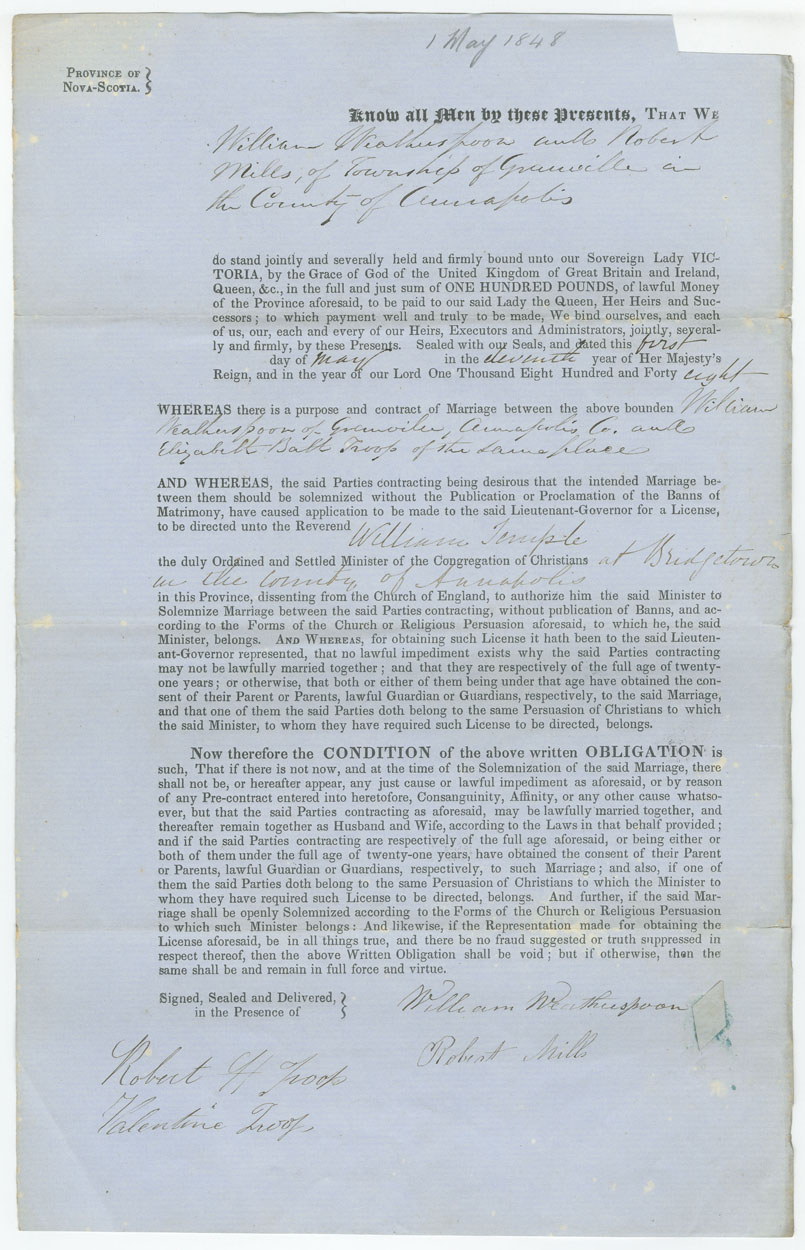 1 May 1848
PROVINCE OF
NOVA-SCOTIA.
Know all Men by these Presents, THAT WE
William Weatherspoon and Robert
Mills, of Township of Granville in
the County of Annapolis
do stand jointly and severally held and firmly bound unto our Sovereign Lady VIC-
TORIA, by the Grace of God of the United Kingdom of Great Britain and Ireland,
Queen, &c., in the full and just sum of ONE HUNDRED POUNDS, of lawful Money
of the Province aforesaid, to be paid to our said Lady the Queen, Her Heirs and Suc-
cessors; to which payment well and truly to be made, We bind ourselves, and each
of us, our, each and every of our Heirs, Executors and Administrators, jointly, several-
ly and firmly, by these Presents. Sealed with our Seals, and dated this first
day of May in the eleventh year of Her Majesty's
Reign, and in the year of our Lord One Thousand Eight Hundred and Forty eight
WHEREAS there is a purpose and contract of Marriage between the above bounden William
Weatherspoon of Granville, Annapolis Co. and
Elizabeth Bath Troop of the same place
AND WHEREAS, the said Parties contracting being desirous that the intended Marriage be-
tween them should be solemnized without the Publication or Proclamation of the Banns of
Matrimony, have caused application to be made to the said Lieutenant-Governor for a License,
to be directed unto the Reverend William Temple
the duly Ordained and Settled Minister of the Congregation of Christians at Bridgetown
in the County of Annapolis
in this Province, dissenting from the Church of England, to authorize him the said Minister to
Solemnize Marriage between the said Parties contracting, without publication of Banns, and ac-
cording to the Forms of the Church or Religious Persuasion aforesaid, to which he, the said
Minister, belongs. AND WHEREAS, for obtaining such License it hath been to the said Lieuten-
ant-Governor represented, that no lawful impediment exists why the said Parties contracting
may not be lawfully married together; and that they are respectively of the full age of twenty-
one years; or otherwise, that both or either of them being under that age have obtained the con-
sent of their Parent or Parents, lawful Guardian or Guardians, respectively, to the said Marriage,
and that one of them the said Parties doth belong to the same Persuasion of Christians to which
the said Minister, to whom they have required such License to be directed, belongs.
Now therefore the CONDITION of the above written OBLIGATION is
such, That if there is not now, and at the time of the Solemnization of the said Marriage, there
shall not be, or hereafter appear, any just cause or lawful impediment as aforesaid, or by reason
of any Pre-contract entered into heretofore, Consanguinity, Affinity, or any other cause whatso-
ever, but that the said Parties contracting as aforesaid, may be lawfully married together, and
thereafter remain together as Husband and Wife, according to the Laws in that behalf provided;
and if the said Parties contracting are respectively of the full age aforesaid, or being either or
both of them under the full age of twenty-one years, have obtained the consent of their Parent
or Parents, lawful Guardian or Guardians, respectively, to such Marriage; and also, if one of
them the said Parties doth belong to the same Persuasion of Christians to which the Minister to
whom they have required such License to be directed, belongs. And further, if the said Mar-
riage shall be openly Solemnized according to the Forms of the Church or Religious Persuasion
to which such Minister belongs: And likewise, if the Representation made for obtaining the
License aforesaid, be in all things true, and there be no fraud suggested or truth suppressed in
respect thereof, then the above Written Obligation shall be void; but if otherwise, then the
same shall be and remain in full force and virtue.
Signed, Sealed and Delivered,
in the Presence of
William Weatherspoon
Robert Mills
Robert H Troop
Valentine Troop